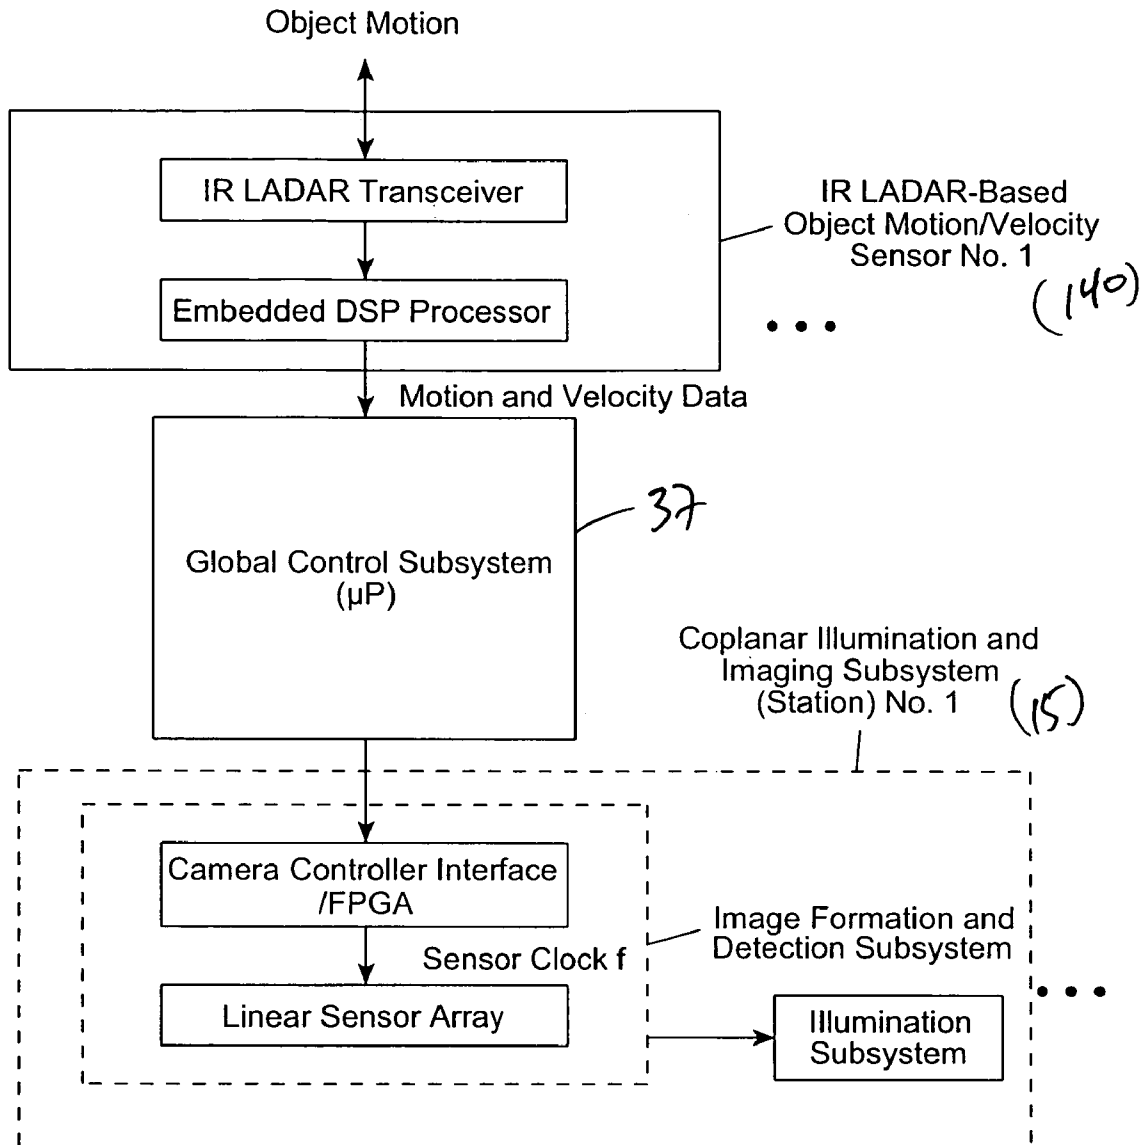 Object Motion
IR LADAR Transceiver
IR LADAR-Based
Object Motion/Velocity
Sensor No. 1
(140)
Embedded DSP Processor
Motion and Velocity Data
37
Global Control Subsystem
(µP)
Coplanar Illumination and
Imaging Subsystem
(Station) No. 1
(15)
Camera Controller Interface
/FPGA
Image Formation and
Detection Subsystem
Sensor Clock f
Linear Sensor Array
Illumination
Subsystem